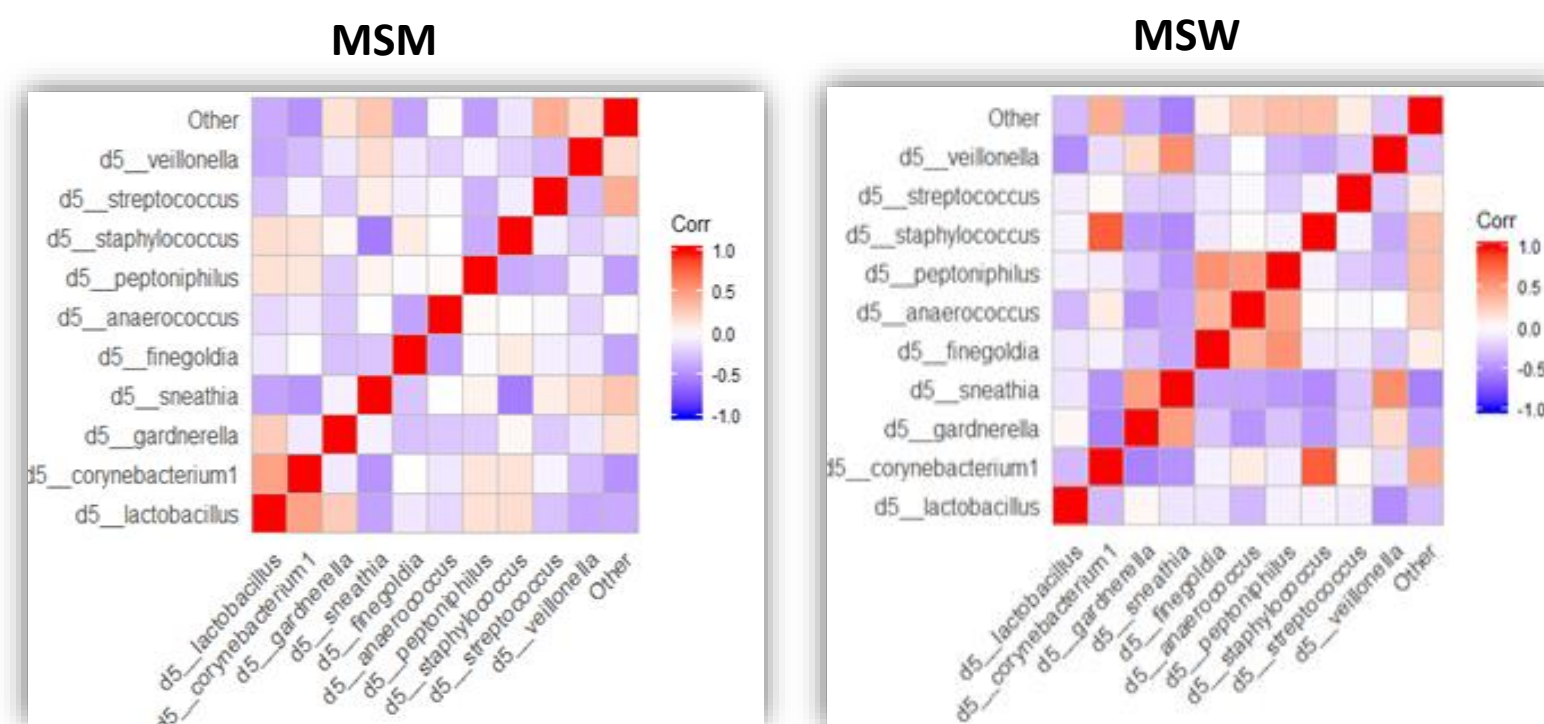 MSM
MSW
Other
d5__veillonella
d5__streptococcus
d5__staphylococcus
d5__peptoniphilus
d5__anaerococcus
d5__finegoldia
d5__sneathia
d5__gardnerella
d5__corynebacterium1
d5__lactobacillus
Corr
1.0
0.5
0.0
-0.5
-1.0
d5__lactobacillus
d5__corynebacterium1
d5__gardnerella
d5__sneathia
d5__finegoldia
d5__anaerococcus
d5__peptoniphilus
d5__staphylococcus
d5__streptococcus
d5__veillonella
Other
Other
d5__veillonella
d5__streptococcus
d5__staphylococcus
d5__peptoniphilus
d5__anaerococcus
d5__finegoldia
d5__sneathia
d5__gardnerella
d5__corynebacterium1
d5__lactobacillus
Corr
1.0
0.5
0.0
-0.5
-1.0
d5__lactobacillus
d5__corynebacterium1
d5__gardnerella
d5__sneathia
d5__finegoldia
d5__anaerococcus
d5__peptoniphilus
d5__staphylococcus
d5__streptococcus
d5__veillonella
Other